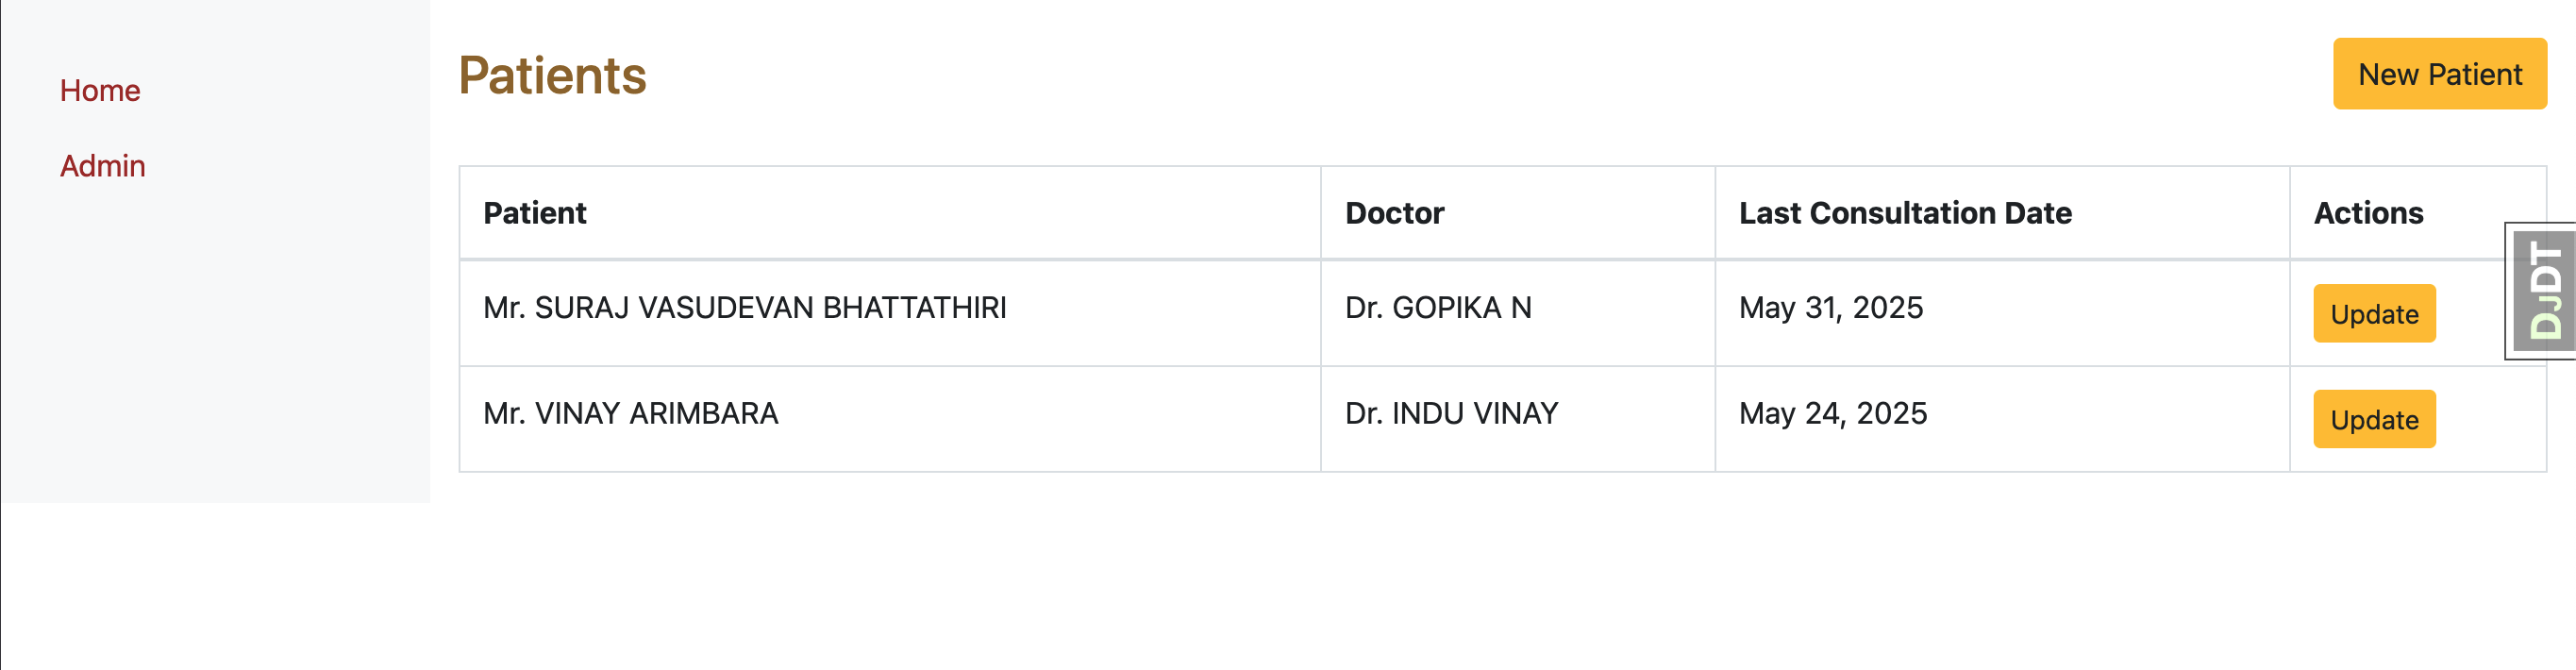 Home
Admin
Patients
New Patient
Patient Doctor Last Consultation Date Actions
Mr. SURAJ VASUDEVAN BHATTATHIRI Dr. GOPIKA N May 31, 2025 Update
Mr. VINAY ARIMBARA Dr. INDU VINAY May 24, 2025 Update
DJDT